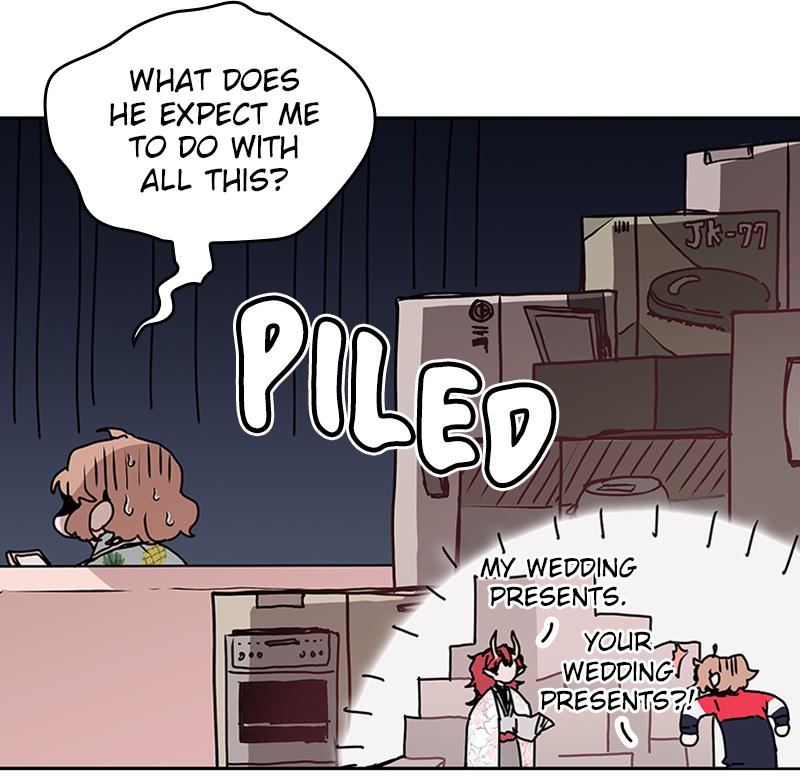 WHAT DOES
HE EXPECT ME
TO DO WITH
ALL THIS?
JK-77
PILED
MY WEDDING
PRESENTS.
YOUR
WEDDING
PRESENTS?!